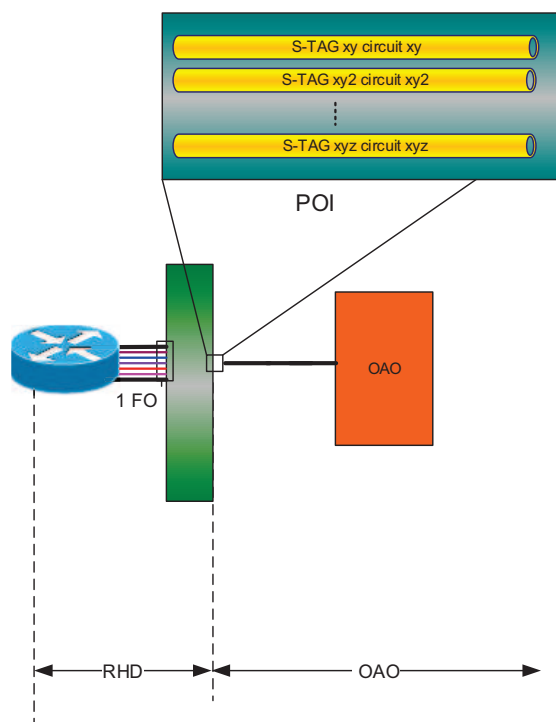 S-TAG xy circuit xy
S-TAG xy2 circuit xy2
S-TAG xyz circuit xyz
POI
OAO
1 FO
RHD
OAO